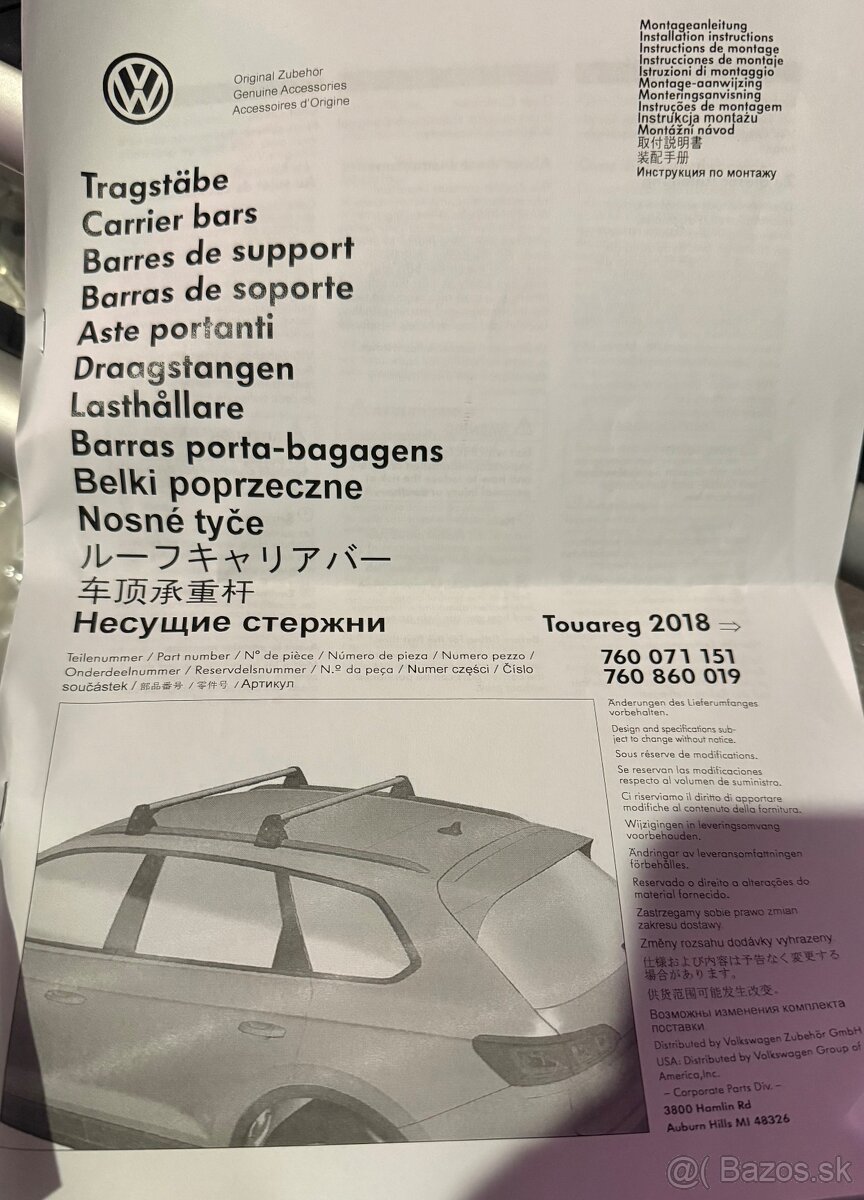 Montageanleitung
Installation instructions
Instructions de montage
Instrucciones de montaje
Istruzioni di montaggio
Montage-aanwijzing
Monteringsanvisning
Instruções de montagem
Instrukcja montażu
Montážní návod
取付説明書
装配手册
Инструкция по монтажу
Original Zubehör
Genuine Accessories
Accessoires d'Origine
Tragstäbe
Carrier bars
Barres de support
Barras de soporte
Aste portanti
Draagstangen
Lasthållare
Barras porta-bagagens
Belki poprzeczne
Nosné tyče
ルーフキャリアバー
车顶承重杆
Несущие стержни
Touareg 2018 ⇒
760 071 151
760 860 019
Teilenummer / Part number / N° de pièce / Número de pieza / Numero pezzo /
Onderdeelnummer / Reservdelsnummer / N.º da peça / Numer części / Číslo
součástek / 部品番号 / 零件号 / Артикул
Änderungen des Lieferumfanges
vorbehalten.
Design and specifications sub-
ject to change without notice.
Sous réserve de modifications.
Se reservan las modificaciones
respecto al volumen de suministro.
Ci riserviamo il diritto di apportare
modifiche al contenuto della fornitura.
Wijzigingen in leveringsomvang
voorbehouden.
Ändringar av leveransomfattningen
förbehålles.
Reservado o direito a alterações do
material fornecido.
Zastrzegamy sobie prawo zmian
zakresu dostawy.
Změny rozsahu dodávky vyhrazeny.
仕様および内容は予告なく変更する
場合があります。
供货范围可能发生改变。
Возможны изменения комплекта
поставки
Distributed by Volkswagen Zubehör GmbH
USA: Distributed by Volkswagen Group of
America,Inc.
– Corporate Parts Div. –
3800 Hamlin Rd
Auburn Hills MI 48326
@( Bazos.sk